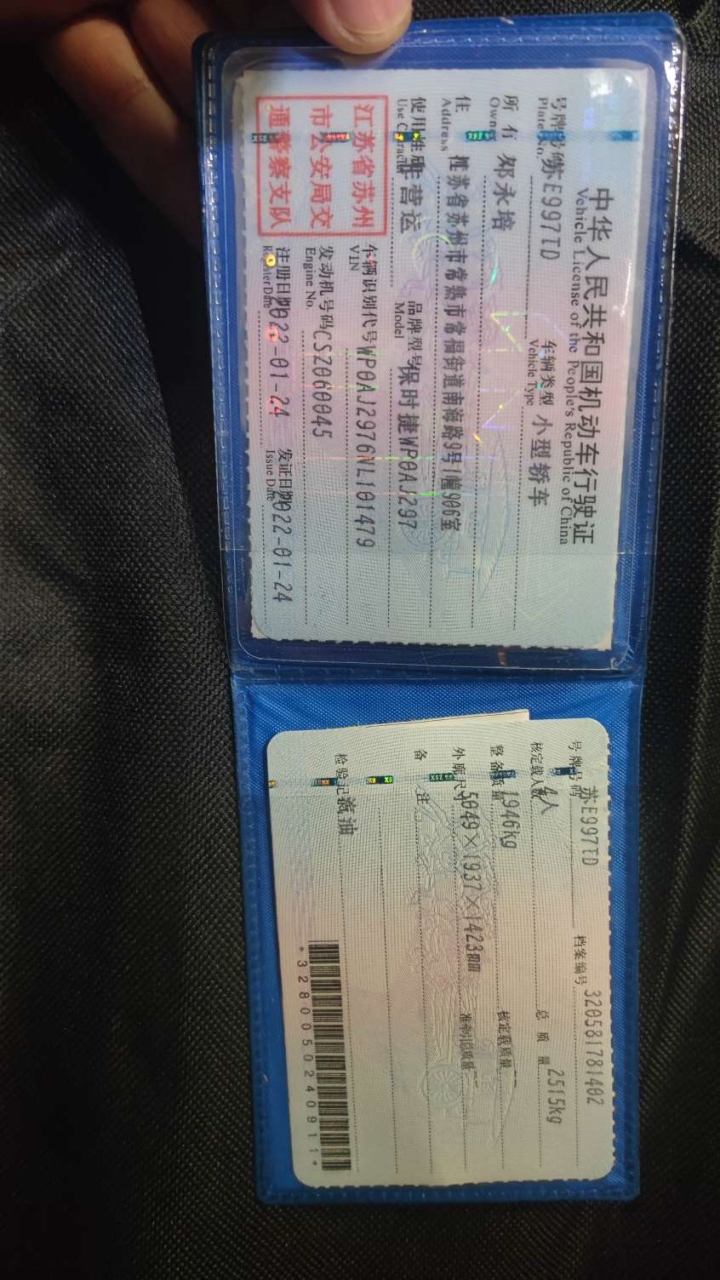 中华人民共和国机动车行驶证
Vehicle License of the People's Republic of China
号牌号码 苏E997TD 车辆类型 小型轿车
Plate No. Vehicle Type
所有人 邓永培
Owner
住 江苏省苏州市常熟市常福街道南海路9号1幢906室
Address
使用性质 非营运 品牌型号 保时捷WP0AJ297
Use Character Model
江苏省苏州
市公安局交
通警察支队
车辆识别代号 WP0AJ2976NL101479
VIN
发动机号码 CSZ060045
Engine No.
注册日期 2022-01-24 发证日期 2022-01-24
Register Date Issue Date
号牌号码 苏E997TD 档案编号 320581781402
核定载人数 4人 总质量 2515kg
整备质量 1946kg 核定载质量
外廓尺寸 5049×1937×1423mm 准牵引总质量
备 注
检验记录 汽油
*3280050240911*